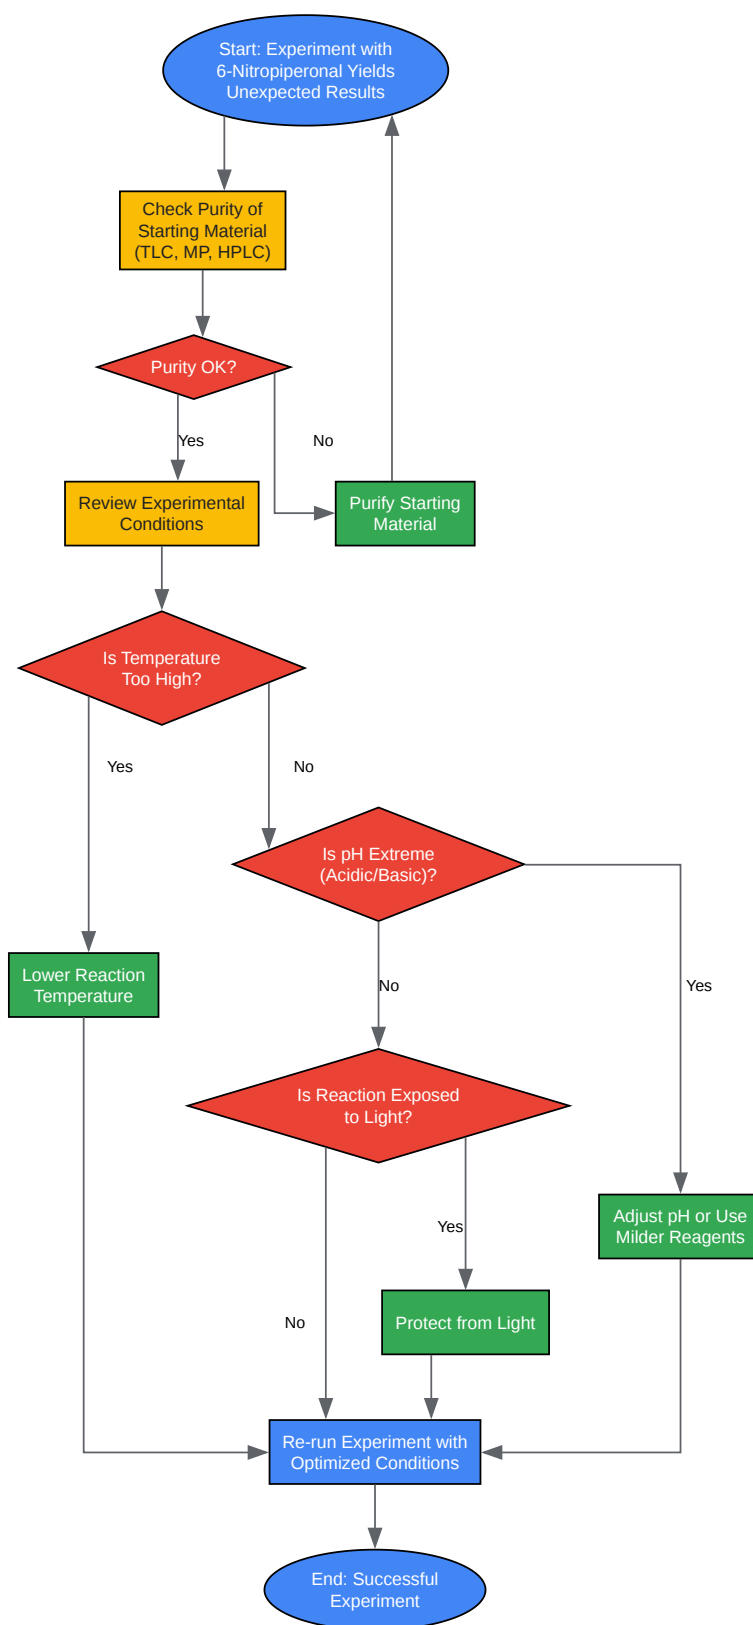 Start: Experiment with
6-Nitropiperonal Yields
Unexpected Results
Check Purity of
Starting Material
(TLC, MP, HPLC)
Purity OK?
Yes
No
Review Experimental
Conditions
Purify Starting
Material
Is Temperature
Too High?
Yes
No
Is pH Extreme
(Acidic/Basic)?
Lower Reaction
Temperature
No
Yes
Is Reaction Exposed
to Light?
Adjust pH or Use
Milder Reagents
Yes
No
Protect from Light
Re-run Experiment with
Optimized Conditions
End: Successful
Experiment